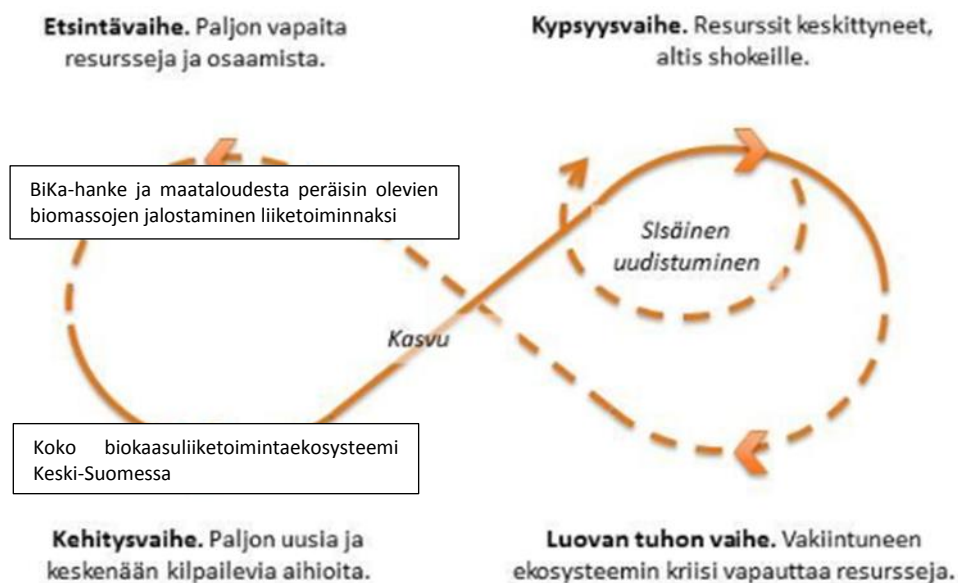 Etsintävaihe. Paljon vapaita
resursseja ja osaamista.
Kypsyysvaihe. Resurssit keskittyneet,
altis shokeille.
BiKa-hanke ja maataloudesta peräisin olevien
biomassojen jalostaminen liiketoiminnaksi
SIsäinen
uudistuminen
Kasvu
Koko biokaasuliiketoimintaekosysteemi
Keski-Suomessa
Kehitysvaihe. Paljon uusia ja
keskenään kilpailevia aihioita.
Luovan tuhon vaihe. Vakiintuneen
ekosysteemin kriisi vapauttaa resursseja.